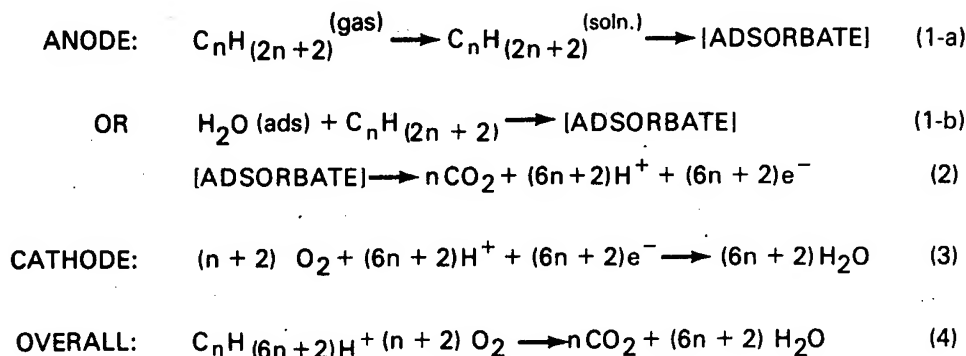 ANODE: CnH(2n+2)(gas) → CnH(2n+2)(soln.) → [ADSORBATE] (1-a)
OR H2O (ads) + CnH(2n + 2) → [ADSORBATE] (1-b)
[ADSORBATE] → nCO2 + (6n+2)H+ + (6n + 2)e− (2)
CATHODE: (n + 2) O2 + (6n + 2)H+ + (6n + 2)e− → (6n + 2)H2O (3)
OVERALL: CnH(6n+2)H+ (n + 2) O2 → nCO2 + (6n + 2) H2O (4)